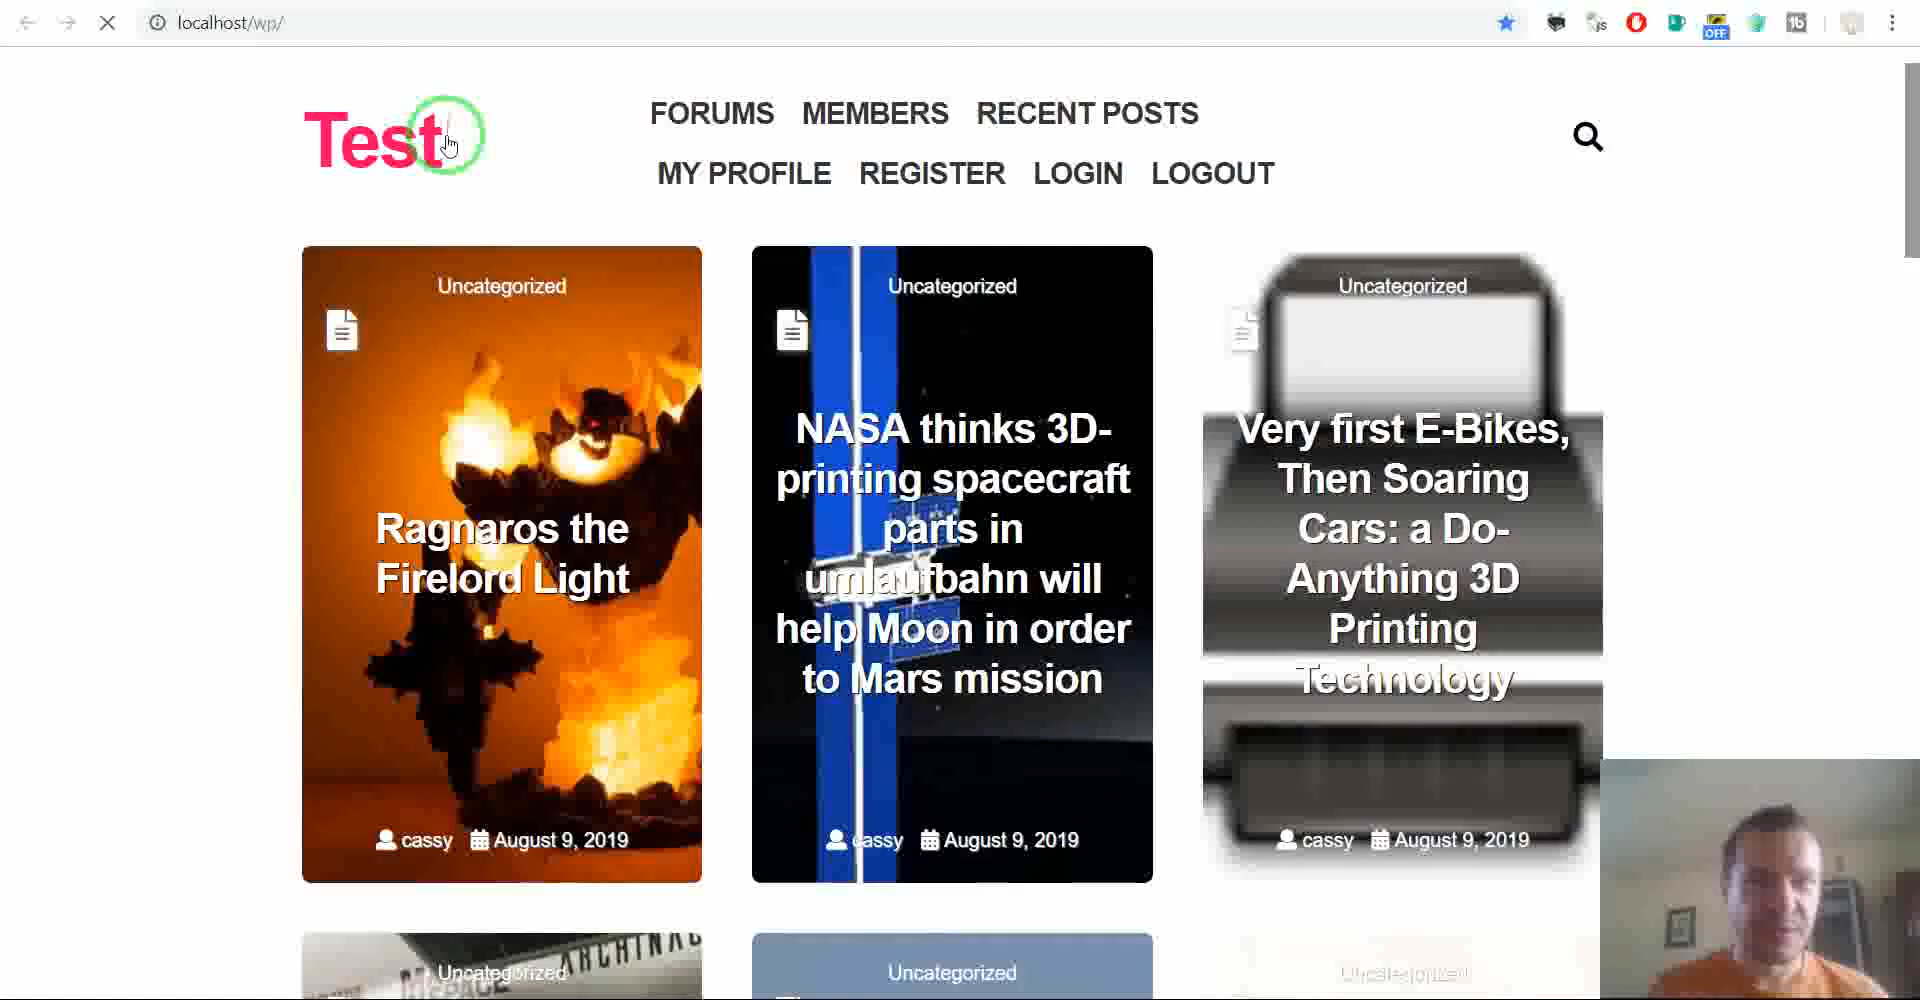 localhost/wp/
js
OFF
Test
FORUMS MEMBERS RECENT POSTS
MY PROFILE REGISTER LOGIN LOGOUT
Uncategorized
Ragnaros the
Firelord Light
cassy August 9, 2019
Uncategorized
NASA thinks 3D-
printing spacecraft
parts in
umlaufbahn will
help Moon in order
to Mars mission
cassy August 9, 2019
Uncategorized
Very first E-Bikes,
Then Soaring
Cars: a Do-
Anything 3D
Printing
Technology
cassy August 9, 2019
Uncategorized
Uncategorized
Uncategorized